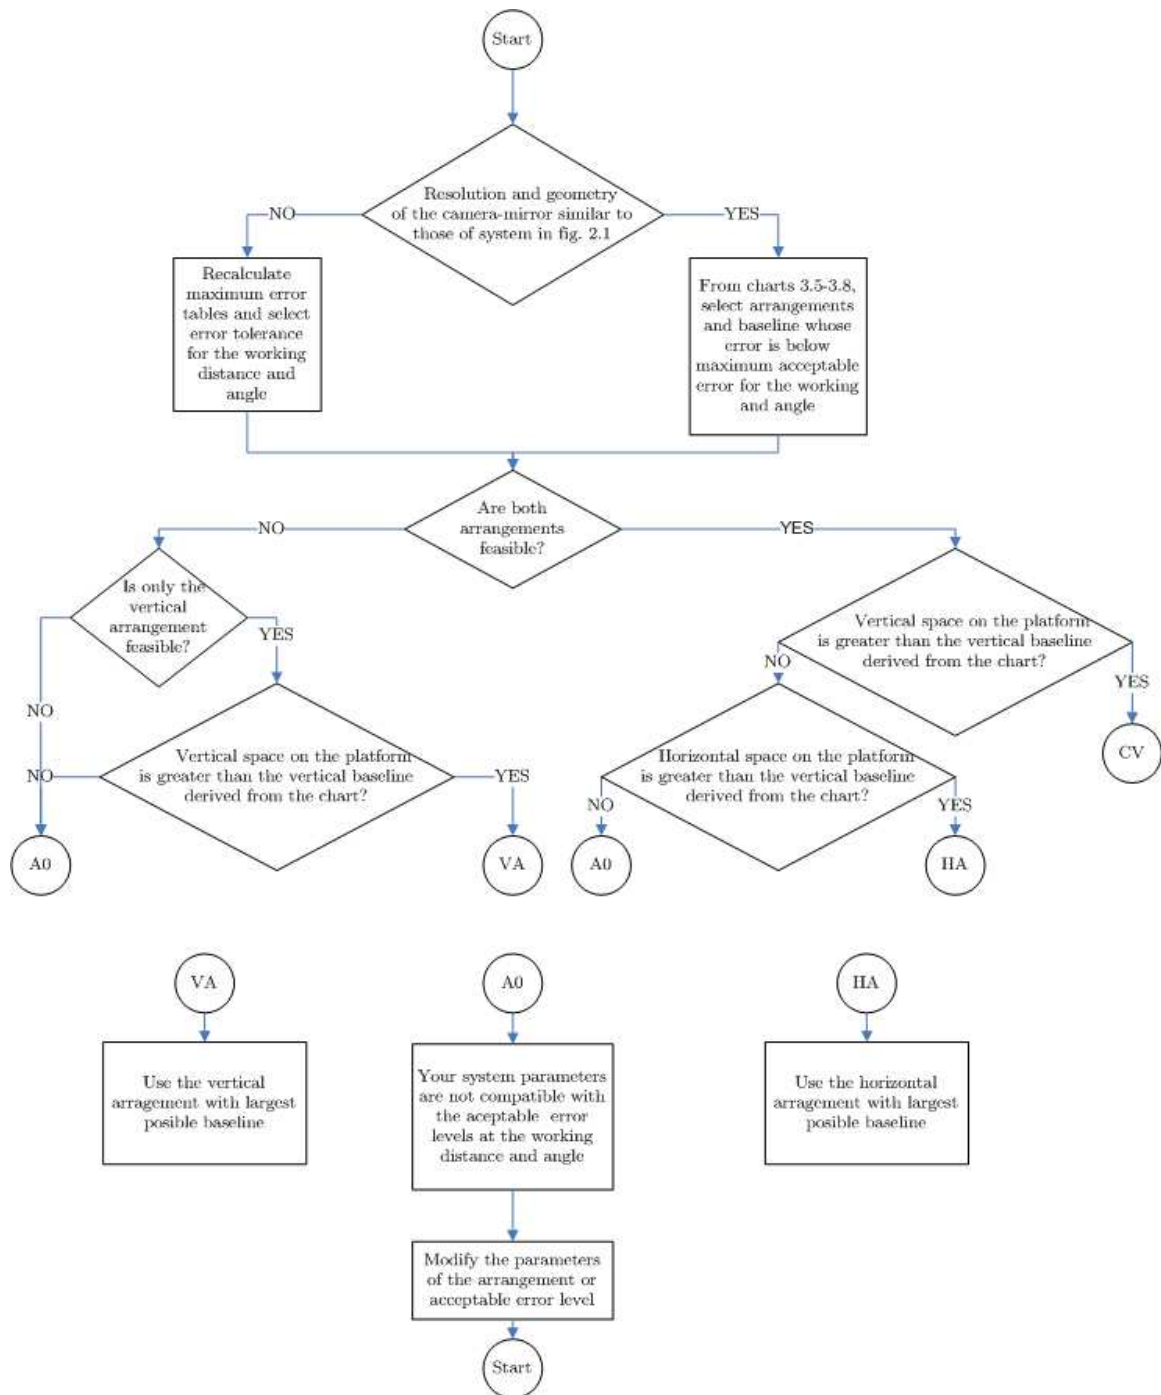 Start
Resolution and geometry
of the camera-mirror similar to
those of system in fig. 2.1
NO
YES
Recalculate
maximum error
tables and select
error tolerance
for the working
distance and
angle
From charts 3.5-3.8,
select arrangements
and baseline whose
error is below
maximum acceptable
error for the working
and angle
Are both
arrangements
feasible?
NO
YES
Is only the
vertical
arrangement
feasible?
YES
NO
Vertical space on the platform
is greater than the vertical baseline
derived from the chart?
NO
YES
CV
Vertical space on the platform
is greater than the vertical baseline
derived from the chart?
NO
YES
Horizontal space on the platform
is greater than the vertical baseline
derived from the chart?
NO
YES
A0
VA
A0
HA
VA
Use the vertical
arragement with largest
posible baseline
A0
Your system parameters
are not compatible with
the aceptable error
levels at the working
distance and angle
Modify the parameters
of the arrangement or
acceptable error level
Start
HA
Use the horizontal
arragement with largest
posible baseline